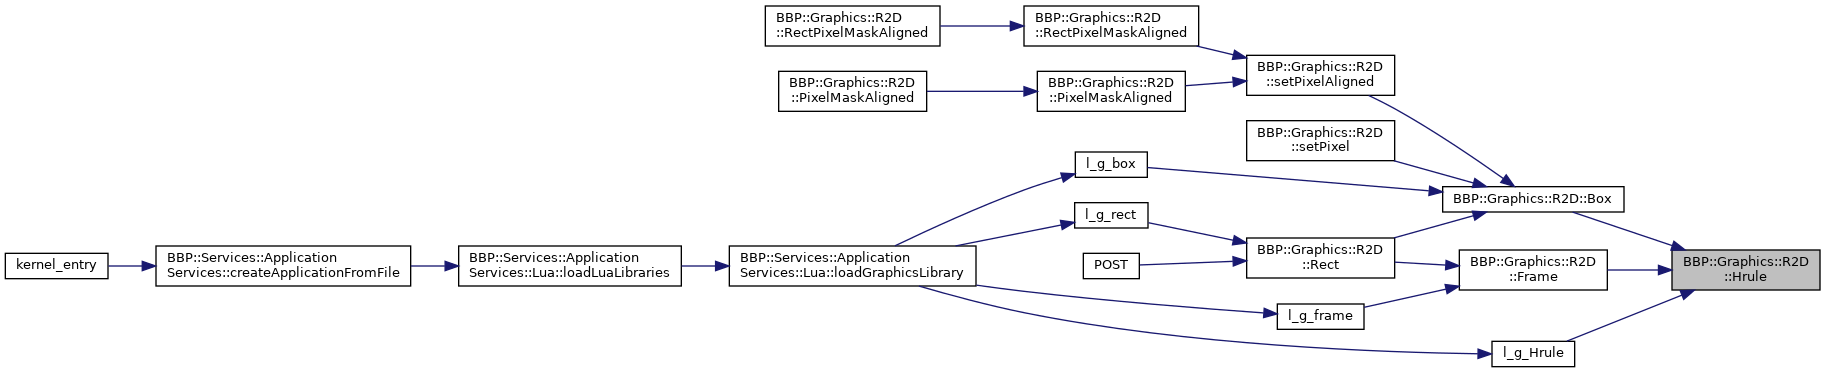 BBP::Graphics::R2D
::RectPixelMaskAligned
BBP::Graphics::R2D
::RectPixelMaskAligned
BBP::Graphics::R2D
::setPixelAligned
BBP::Graphics::R2D
::PixelMaskAligned
BBP::Graphics::R2D
::PixelMaskAligned
BBP::Graphics::R2D
::setPixel
l_g_box
BBP::Graphics::R2D::Box
l_g_rect
kernel_entry
BBP::Services::Application
Services::createApplicationFromFile
BBP::Services::Application
Services::Lua::loadLuaLibraries
BBP::Services::Application
Services::Lua::loadGraphicsLibrary
POST
BBP::Graphics::R2D
::Rect
BBP::Graphics::R2D
::Frame
BBP::Graphics::R2D
::Hrule
l_g_frame
l_g_Hrule